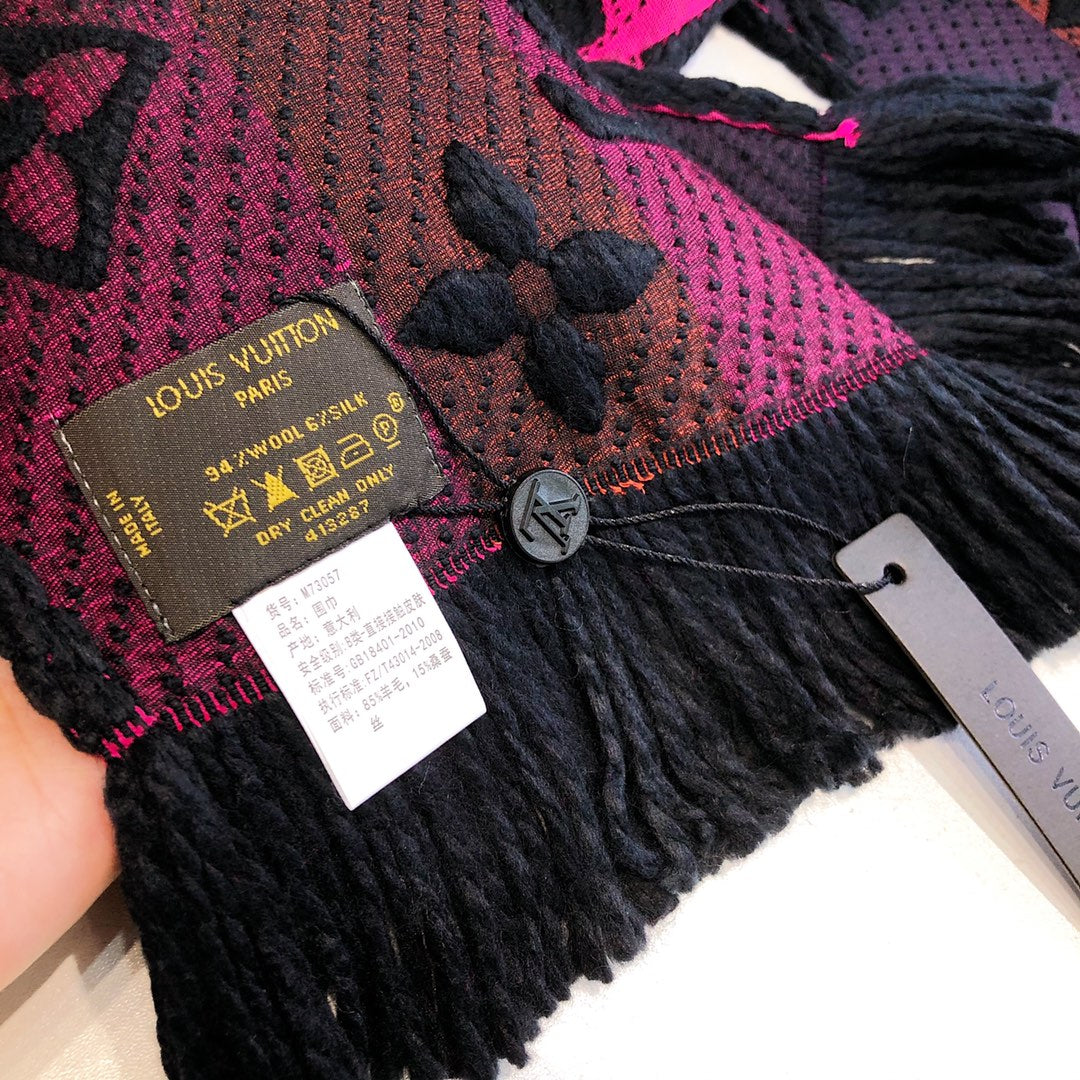 LOUIS VUITTON
PARIS
94%WOOL 6%SILK
DRY CLEAN ONLY
413287
MADE IN
ITALY
P
货号: M73057
品名: 围巾
产地: 意大利
安全级别: B类-直接接触皮肤
标准号: GB18401-2010
执行标准: FZ/T43014-2008
面料: 85%羊毛, 15%桑蚕
丝
LOUIS VU